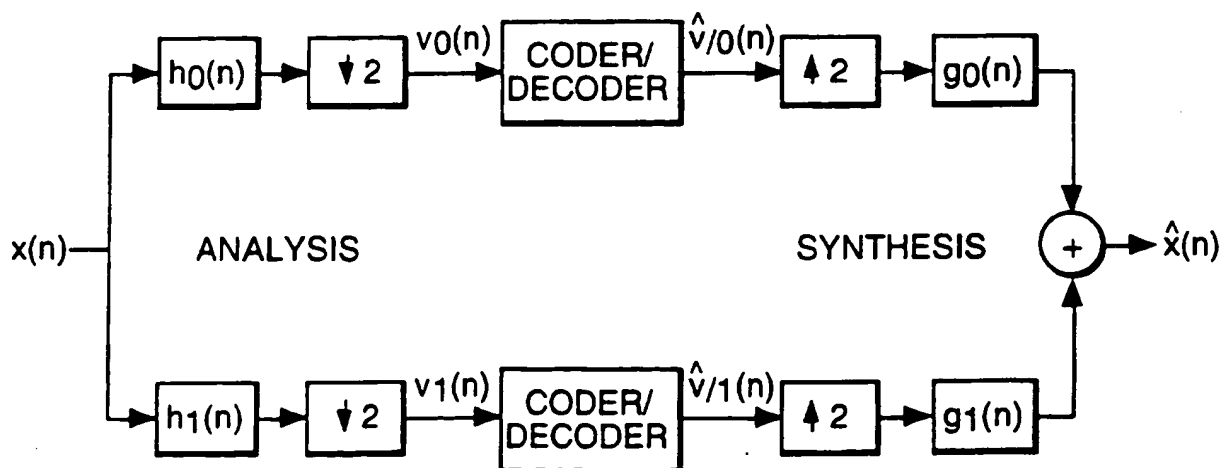 h0(n)
↓ 2
v0(n)
CODER/
DECODER
v̂/0(n)
↑ 2
g0(n)
x(n)
ANALYSIS
SYNTHESIS
+
x̂(n)
h1(n)
↓ 2
v1(n)
CODER/
DECODER
v̂/1(n)
↑ 2
g1(n)